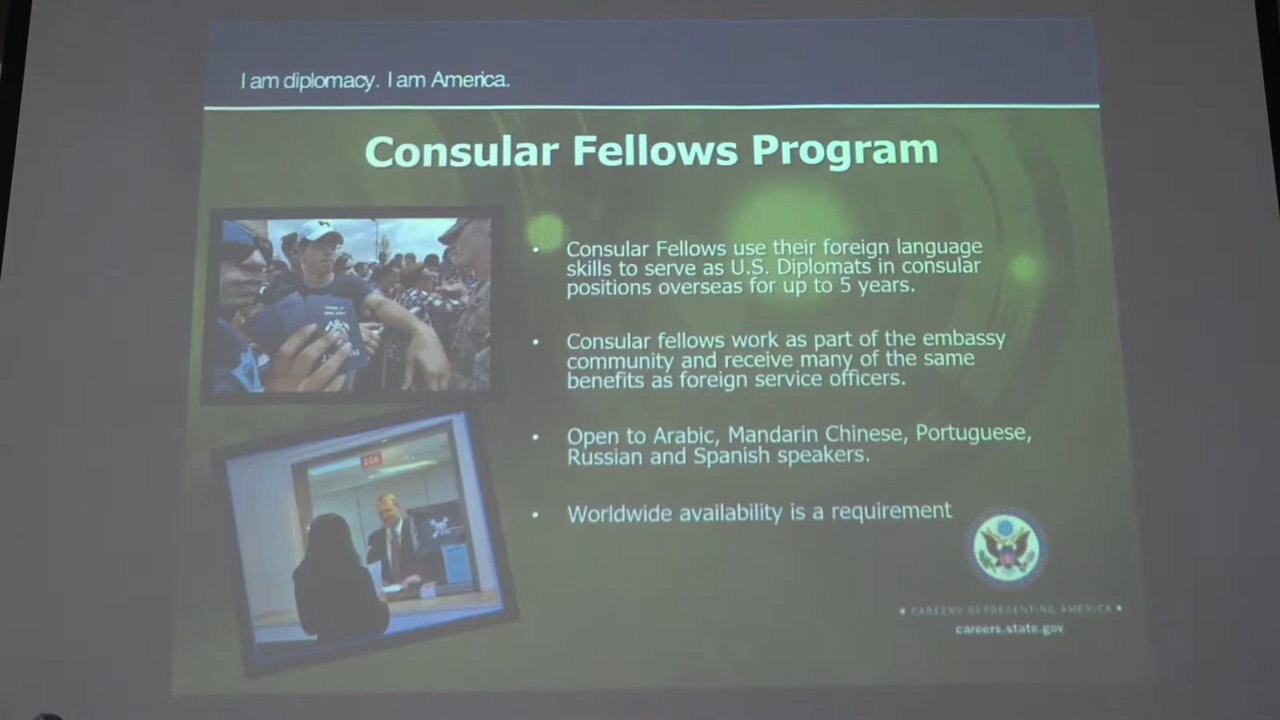 I am diplomacy. I am America.
Consular Fellows Program
• Consular Fellows use their foreign language
skills to serve as U.S. Diplomats in consular
positions overseas for up to 5 years.
• Consular fellows work as part of the embassy
community and receive many of the same
benefits as foreign service officers.
• Open to Arabic, Mandarin Chinese, Portuguese,
Russian and Spanish speakers.
• Worldwide availability is a requirement
★ CAREERS REPRESENTING AMERICA ★
careers.state.gov